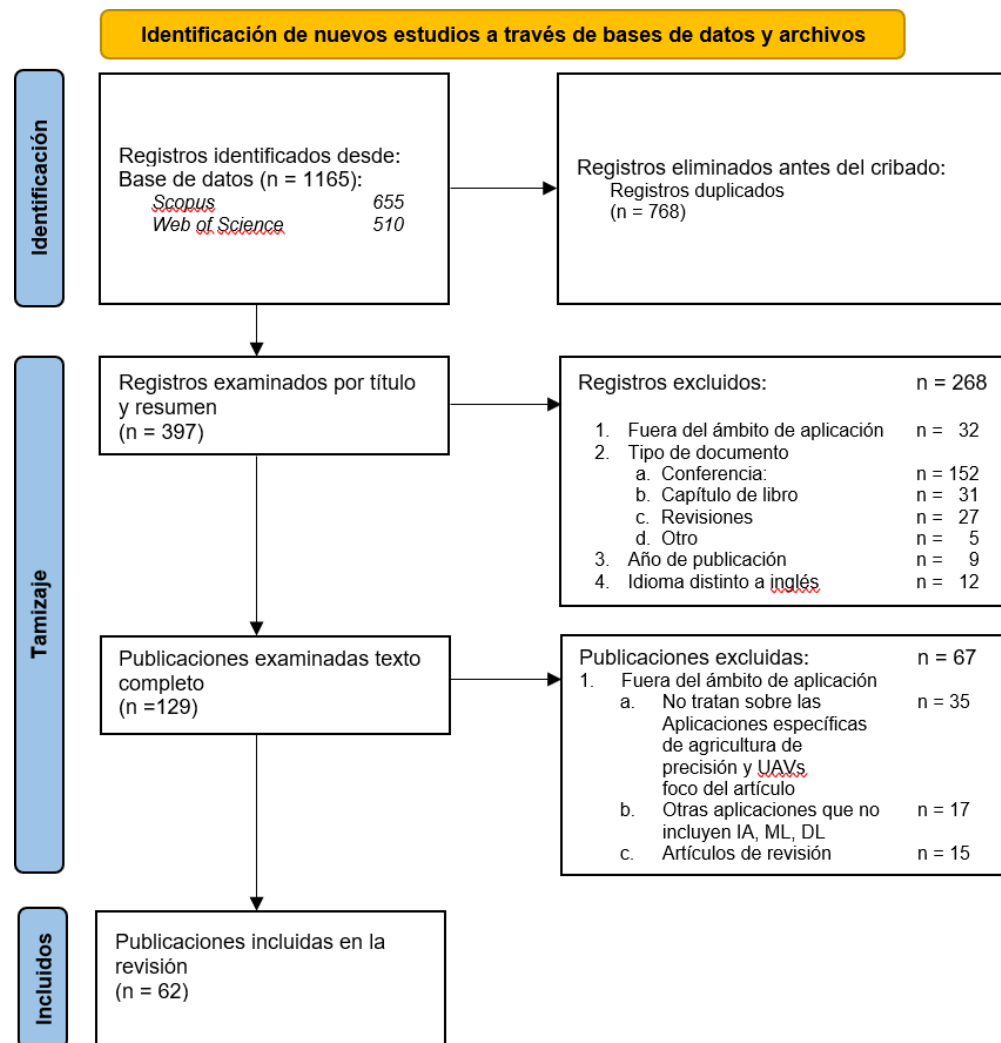 Identificación de nuevos estudios a través de bases de datos y archivos
Identificación
Registros identificados desde:
Base de datos (n = 1165):
Scopus 655
Web of Science 510
Registros eliminados antes del cribado:
Registros duplicados
(n = 768)
Tamizaje
Registros examinados por título
y resumen
(n = 397)
Registros excluidos: n = 268
1. Fuera del ámbito de aplicación n = 32
2. Tipo de documento
a. Conferencia: n = 152
b. Capítulo de libro n = 31
c. Revisiones n = 27
d. Otro n = 5
3. Año de publicación n = 9
4. Idioma distinto a inglés n = 12
Publicaciones examinadas texto
completo
(n =129)
Publicaciones excluidas: n = 67
1. Fuera del ámbito de aplicación
a. No tratan sobre las n = 35
Aplicaciones específicas
de agricultura de
precisión y UAVs
foco del artículo
b. Otras aplicaciones que no n = 17
incluyen IA, ML, DL
c. Artículos de revisión n = 15
Incluidos
Publicaciones incluidas en la
revisión
(n = 62)